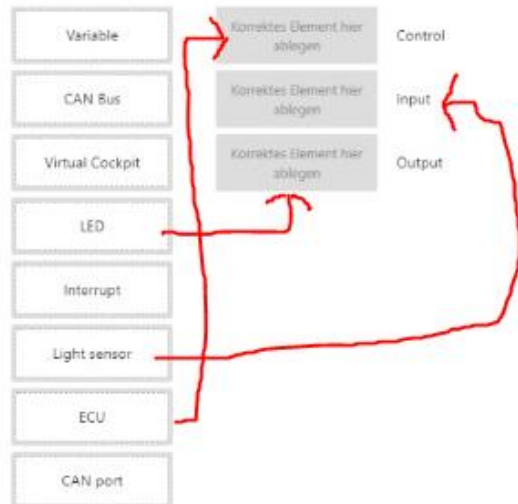 Variable
Korrektes Element hier
ablegen
Control
CAN Bus
Korrektes Element hier
ablegen
Input
Virtual Cockpit
Korrektes Element hier
ablegen
Output
LED
Interrupt
Light sensor
ECU
CAN port